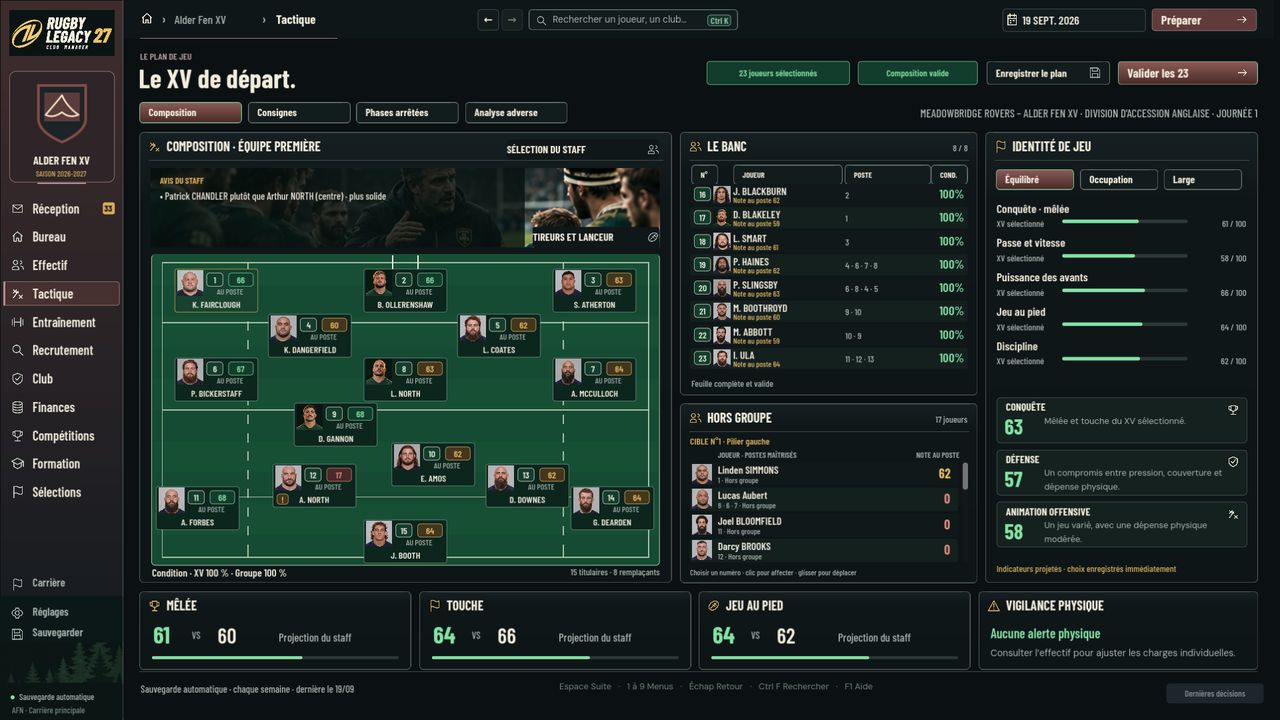 RUGBY LEGACY 27
CLUB MANAGER
Alder Fen XV › Tactique
Rechercher un joueur, un club... Ctrl K
19 SEPT. 2026
Préparer
ALDER FEN XV
SAISON 2026-2027
Réception 33
Bureau
Effectif
Tactique
Entrainement
Recrutement
Club
Finances
Compétitions
Formation
Sélections
Carrière
Réglages
Sauvegarder
Sauvegarde automatique
AFN · Carrière principale
LE PLAN DE JEU
Le XV de départ.
23 joueurs sélectionnés
Composition valide
Enregistrer le plan
Valider les 23
Composition
Consignes
Phases arrêtées
Analyse adverse
MEADOWBRIDGE ROVERS – ALDER FEN XV · DIVISION D'ACCESSION ANGLAISE · JOURNÉE 1
COMPOSITION · ÉQUIPE PREMIÈRE
SÉLECTION DU STAFF
AVIS DU STAFF
• Patrick CHANDLER plutôt que Arthur NORTH (centre) · plus solide
TIREURS ET LANCEUR
1 66
AU POSTE
K. FAIRCLOUGH
2 66
AU POSTE
B. OLLERENSHAW
3 63
AU POSTE
S. ATHERTON
4 60
AU POSTE
K. DANGERFIELD
5 62
AU POSTE
L. COATES
6 67
AU POSTE
P. BICKERSTAFF
8 63
AU POSTE
L. NORTH
7 64
AU POSTE
A. MCCULLOCH
9 68
AU POSTE
D. GANNON
10 62
AU POSTE
E. AMOS
12 17
AU POSTE
! A. NORTH
13 62
AU POSTE
D. DOWNES
11 68
AU POSTE
A. FORBES
14 64
AU POSTE
G. DEARDEN
15 64
AU POSTE
J. BOOTH
Condition · XV 100 % · Groupe 100 %
15 titulaires · 8 remplaçants
LE BANC
8 / 8
N° JOUEUR POSTE COND.
16 J. BLACKBURN 2 100%
Note au poste 62
17 D. BLAKELEY 1 100%
Note au poste 59
18 L. SMART 3 100%
Note au poste 61
19 P. HAINES 4 · 6 · 7 · 8 100%
Note au poste 62
20 P. SLINGSBY 6 · 8 · 4 · 5 100%
Note au poste 63
21 M. BOOTHROYD 9 · 10 100%
Note au poste 60
22 M. ABBOTT 10 · 9 100%
Note au poste 59
23 I. ULA 11 · 12 · 13 100%
Note au poste 64
Feuille complète et valide
HORS GROUPE
17 joueurs
CIBLE N°1 · Pilier gauche
JOUEUR · POSTES MAÎTRISÉS NOTE AU POSTE
Linden SIMMONS 62
1 · Hors groupe
Lucas Aubert 0
8 · 6 · 7 · Hors groupe
Joel BLOOMFIELD 0
11 · Hors groupe
Darcy BROOKS 0
12 · Hors groupe
Choisir un numéro · clic pour affecter · glisser pour déplacer
IDENTITÉ DE JEU
Équilibré
Occupation
Large
Conquête · mêlée
XV sélectionné 61 / 100
Passe et vitesse
XV sélectionné 58 / 100
Puissance des avants
XV sélectionné 66 / 100
Jeu au pied
XV sélectionné 64 / 100
Discipline
XV sélectionné 62 / 100
CONQUÊTE
63 Mêlée et touche du XV sélectionné.
DÉFENSE
57 Un compromis entre pression, couverture et
dépense physique.
ANIMATION OFFENSIVE
58 Un jeu varié, avec une dépense physique
modérée.
Indicateurs projetés · choix enregistrés immédiatement
MÊLÉE
61 VS 60 Projection du staff
TOUCHE
64 VS 66 Projection du staff
JEU AU PIED
64 VS 62 Projection du staff
VIGILANCE PHYSIQUE
Aucune alerte physique
Consulter l'effectif pour ajuster les charges individuelles.
Sauvegarde automatique · chaque semaine · dernière le 19/09
Espace Suite · 1 à 9 Menus · Échap Retour · Ctrl F Rechercher · F1 Aide
Dernières décisions